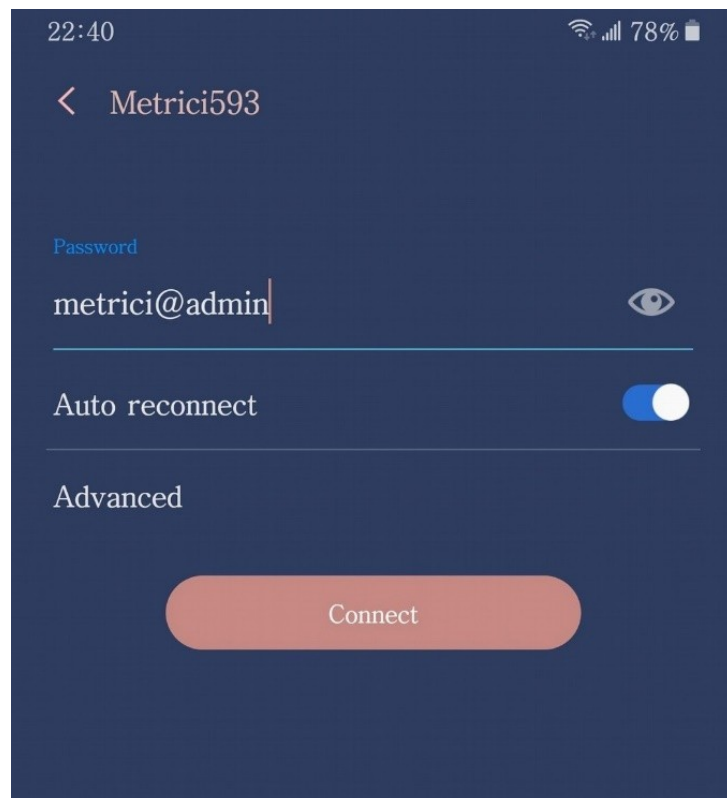 22:40 78%
Metrici593
Password
metrici@admin
Auto reconnect
Advanced
Connect